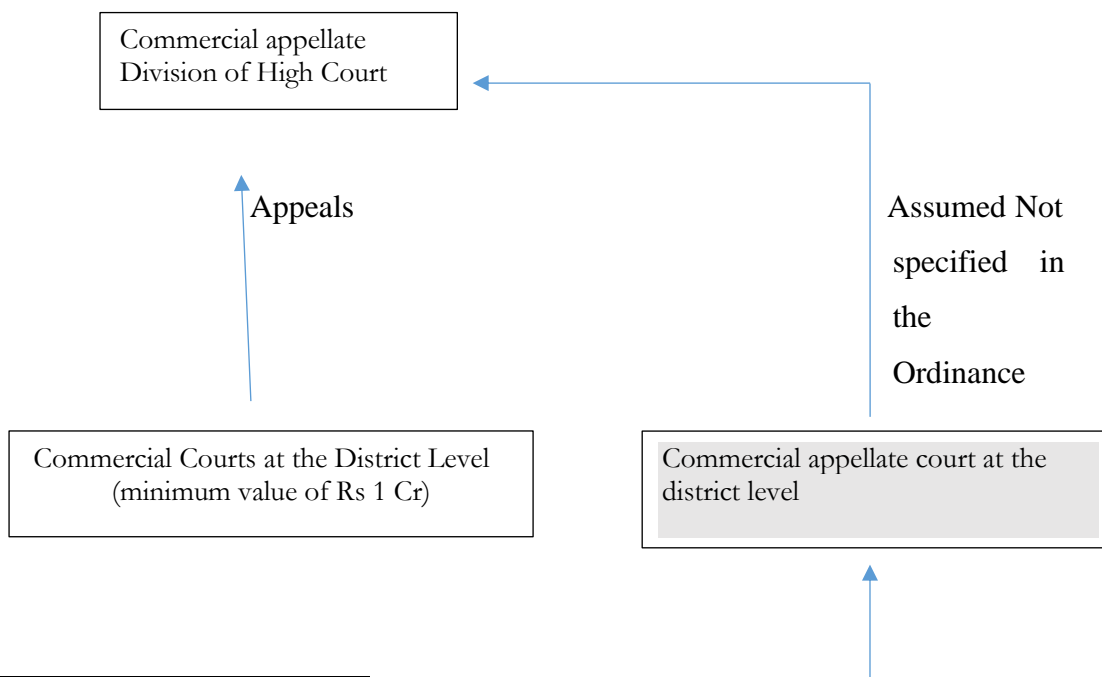 Commercial appellate
Division of High Court
Appeals
Assumed Not
specified in
the
Ordinance
Commercial Courts at the District Level
(minimum value of Rs 1 Cr)
Commercial appellate court at the
district level